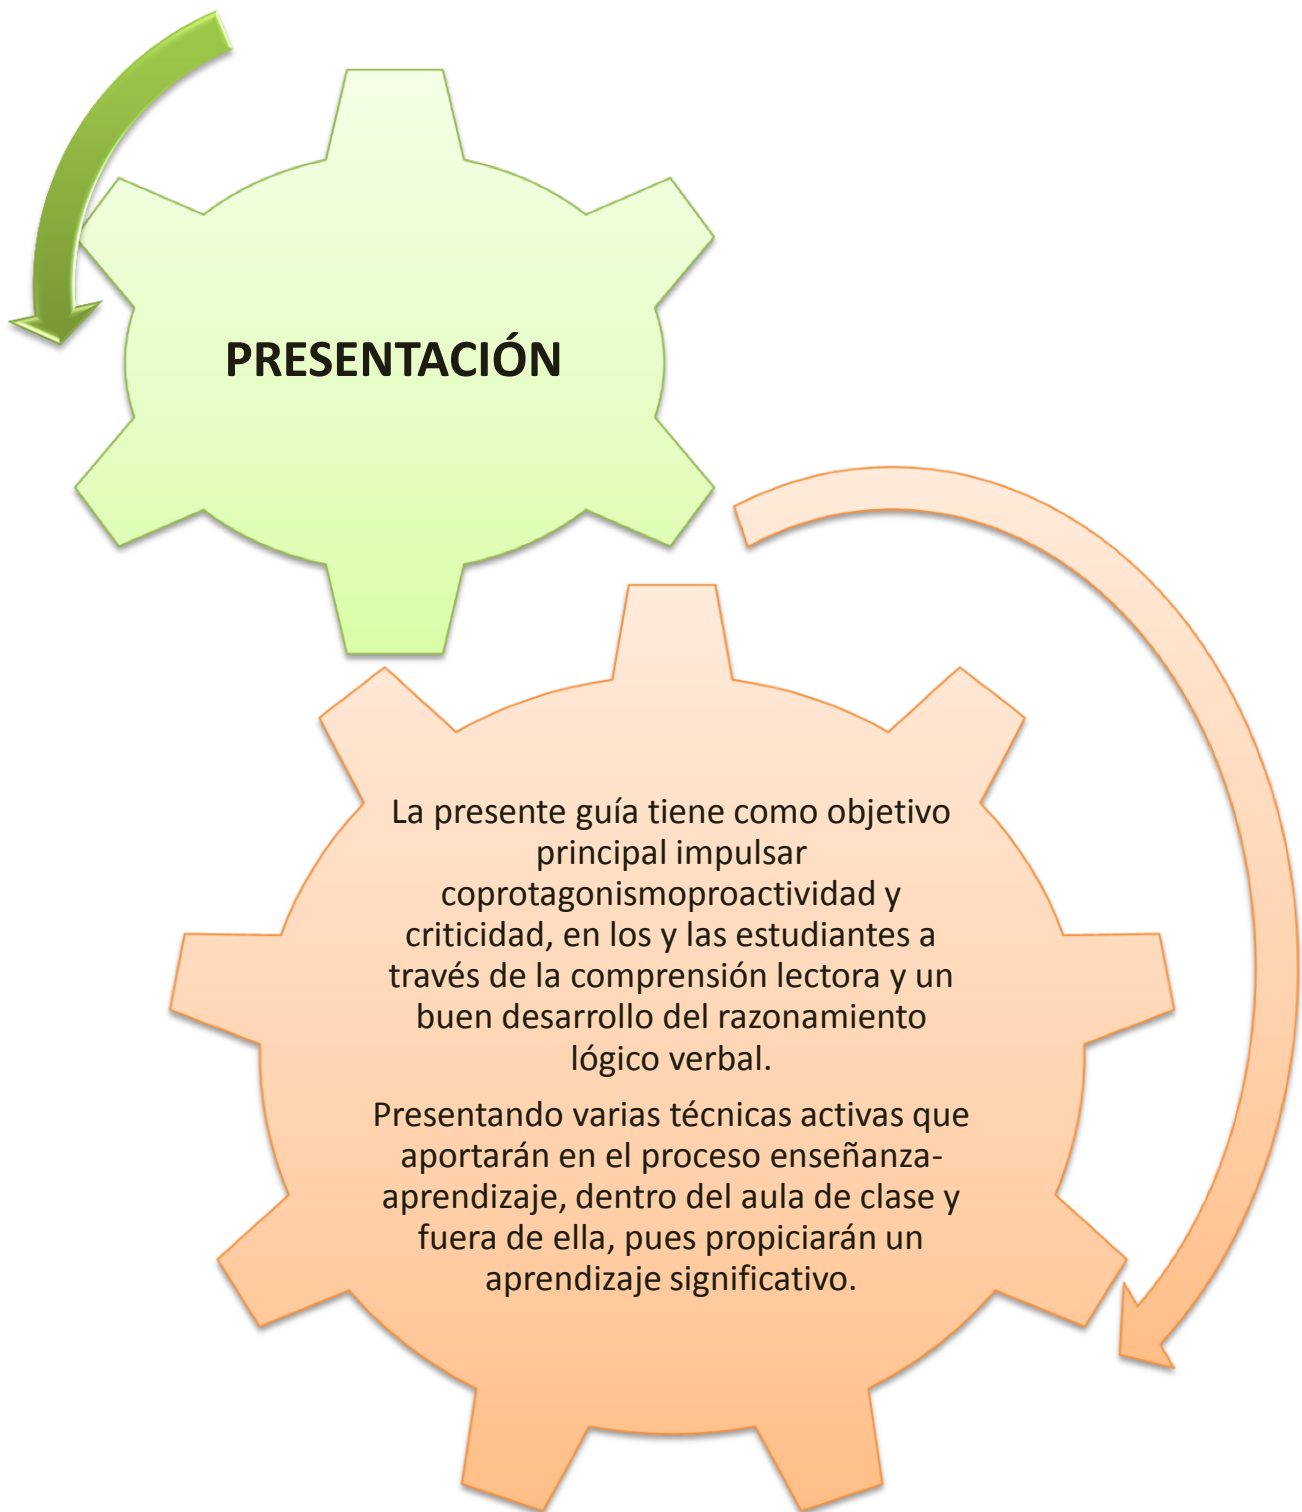 PRESENTACIÓN
La presente guía tiene como objetivo
principal impulsar
coprotagonismoproactividad y
criticidad, en los y las estudiantes a
través de la comprensión lectora y un
buen desarrollo del razonamiento
lógico verbal.
Presentando varias técnicas activas que
aportarán en el proceso enseñanza-
aprendizaje, dentro del aula de clase y
fuera de ella, pues propiciarán un
aprendizaje significativo.